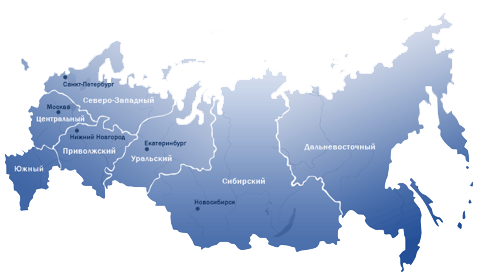 Санкт-Петербург
Северо-Западный
Москва
Центральный
Нижний Новгород
Екатеринбург
Дальневосточный
Приволжский
Уральский
Южный
Сибирский
Новосибирск